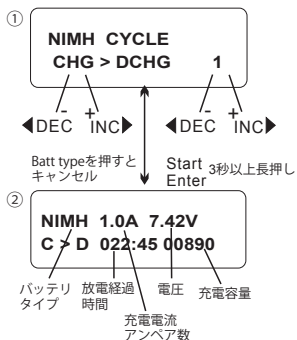 ①
NIMH CYCLE
CHG > DCHG 1
- +
◀DEC INC▶
- +
◀DEC INC▶
Batt typeを押すと
キャンセル
Start
Enter 3秒以上長押し
②
NIMH 1.0A 7.42V
C > D 022:45 00890
バッテリ
タイプ
放電経過
時間
電圧
充電容量
充電電流
アンペア数